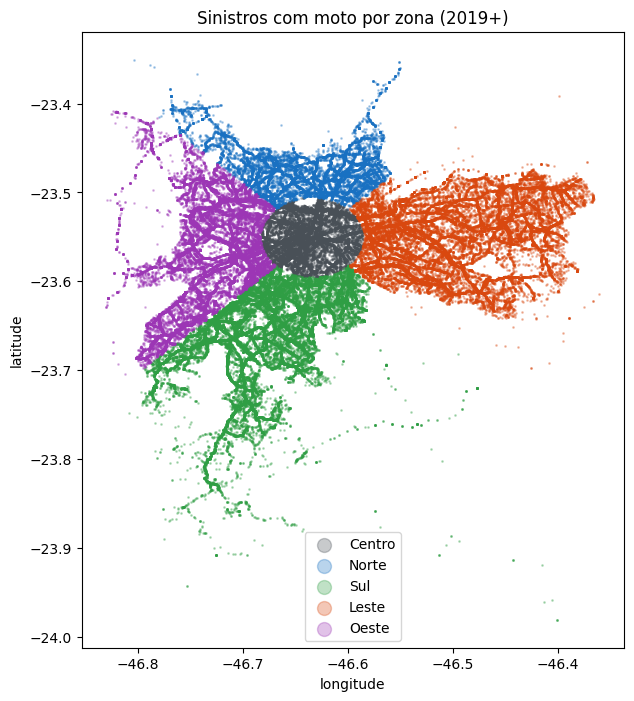 Sinistros com moto por zona (2019+)
−23.4
−23.5
−23.6
−23.7
−23.8
−23.9
−24.0
latitude
Centro
Norte
Sul
Leste
Oeste
−46.8 −46.7 −46.6 −46.5 −46.4
longitude